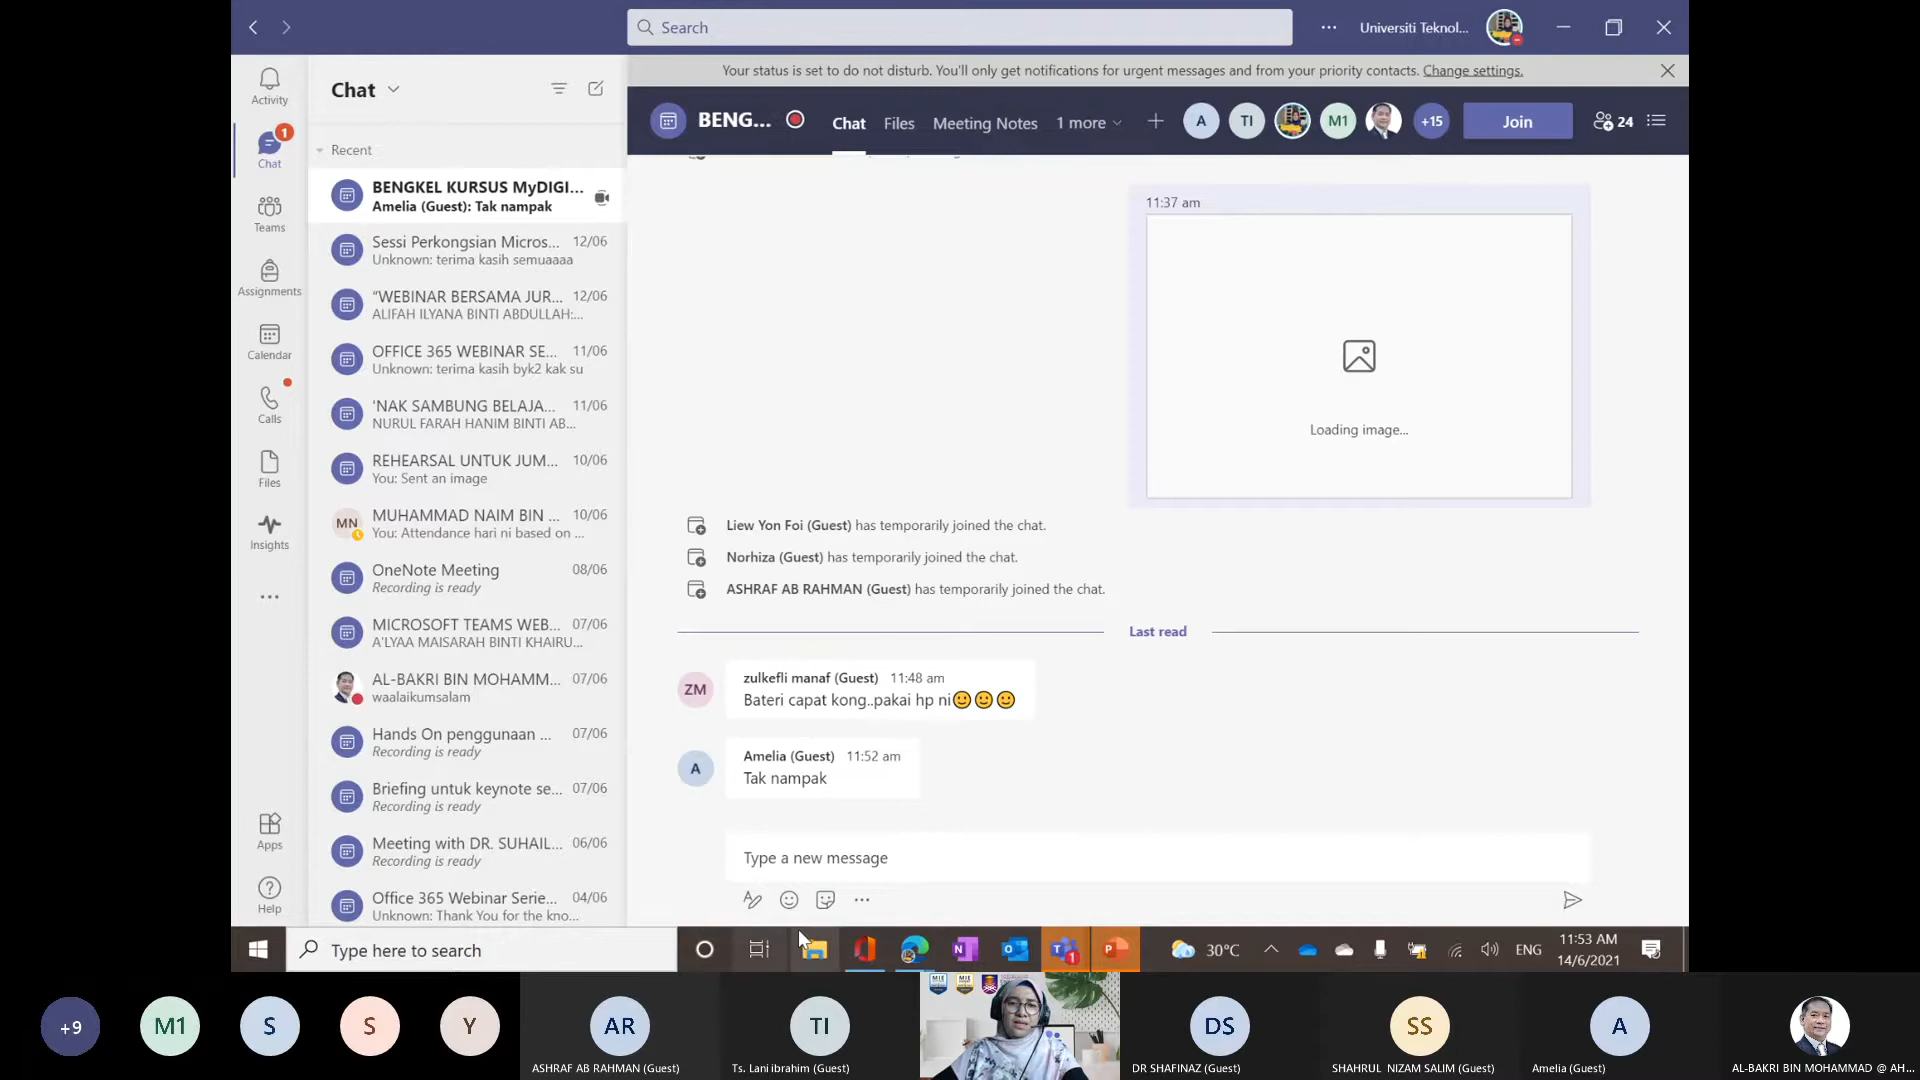 Search
Universiti Teknol...
Your status is set to do not disturb. You'll only get notifications for urgent messages and from your priority contacts. Change settings.
Activity
1
Chat
Teams
Assignments
Calendar
Calls
Files
Insights
Apps
Help
Chat
Recent
BENGKEL KURSUS MyDIGI...
Amelia (Guest): Tak nampak
Sessi Perkongsian Micros... 12/06
Unknown: terima kasih semuaaaa
“WEBINAR BERSAMA JUR... 12/06
ALIFAH ILYANA BINTI ABDULLAH:...
OFFICE 365 WEBINAR SE... 11/06
Unknown: terima kasih byk2 kak su
'NAK SAMBUNG BELAJA... 11/06
NURUL FARAH HANIM BINTI AB...
REHEARSAL UNTUK JUM... 10/06
You: Sent an image
MN
MUHAMMAD NAIM BIN ... 10/06
You: Attendance hari ni based on ...
OneNote Meeting 08/06
Recording is ready
MICROSOFT TEAMS WEB... 07/06
A'LYAA MAISARAH BINTI KHAIRU...
AL-BAKRI BIN MOHAMM... 07/06
waalaikumsalam
Hands On penggunaan ... 07/06
Recording is ready
Briefing untuk keynote se... 07/06
Recording is ready
Meeting with DR. SUHAIL... 06/06
Recording is ready
Office 365 Webinar Serie... 04/06
Unknown: Thank You for the kno...
BENG... Chat Files Meeting Notes 1 more A TI M1 +15 Join 24
11:37 am
Loading image...
Liew Yon Foi (Guest) has temporarily joined the chat.
Norhiza (Guest) has temporarily joined the chat.
ASHRAF AB RAHMAN (Guest) has temporarily joined the chat.
Last read
ZM
zulkefli manaf (Guest) 11:48 am
Bateri capat kong..pakai hp ni🙂🙂🙂
A
Amelia (Guest) 11:52 am
Tak nampak
Type a new message
Type here to search
1
30°C
ENG
11:53 AM
14/6/2021
+9 M1 S S Y AR TI DS SS A
ASHRAF AB RAHMAN (Guest)
Ts. Lani ibrahim (Guest)
DR SHAFINAZ (Guest)
SHAHRUL NIZAM SALIM (Guest)
Amelia (Guest)
AL-BAKRI BIN MOHAMMAD @ AH...